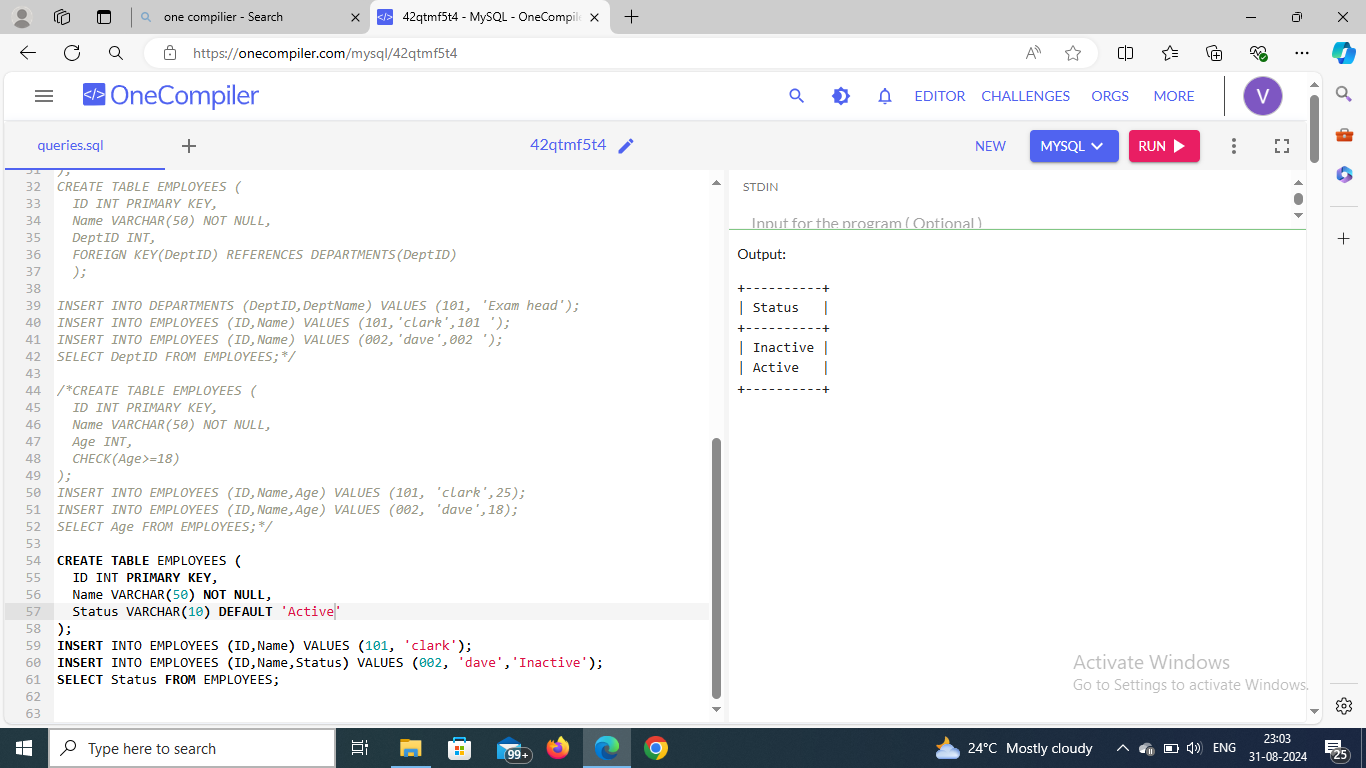 one compilier - Search
42qtmf5t4 - MySQL - OneCompil
https://onecompiler.com/mysql/42qtmf5t4
</> OneCompiler
EDITOR CHALLENGES ORGS MORE V
queries.sql
42qtmf5t4
NEW MYSQL RUN
31 );
32 CREATE TABLE EMPLOYEES (
33 ID INT PRIMARY KEY,
34 Name VARCHAR(50) NOT NULL,
35 DeptID INT,
36 FOREIGN KEY(DeptID) REFERENCES DEPARTMENTS(DeptID)
37 );
38
39 INSERT INTO DEPARTMENTS (DeptID,DeptName) VALUES (101, 'Exam head');
40 INSERT INTO EMPLOYEES (ID,Name) VALUES (101,'clark',101 ');
41 INSERT INTO EMPLOYEES (ID,Name) VALUES (002,'dave',002 ');
42 SELECT DeptID FROM EMPLOYEES;*/
43
44 /*CREATE TABLE EMPLOYEES (
45 ID INT PRIMARY KEY,
46 Name VARCHAR(50) NOT NULL,
47 Age INT,
48 CHECK(Age>=18)
49 );
50 INSERT INTO EMPLOYEES (ID,Name,Age) VALUES (101, 'clark',25);
51 INSERT INTO EMPLOYEES (ID,Name,Age) VALUES (002, 'dave',18);
52 SELECT Age FROM EMPLOYEES;*/
53
54 CREATE TABLE EMPLOYEES (
55 ID INT PRIMARY KEY,
56 Name VARCHAR(50) NOT NULL,
57 Status VARCHAR(10) DEFAULT 'Active'
58 );
59 INSERT INTO EMPLOYEES (ID,Name) VALUES (101, 'clark');
60 INSERT INTO EMPLOYEES (ID,Name,Status) VALUES (002, 'dave','Inactive');
61 SELECT Status FROM EMPLOYEES;
62
63
STDIN
Input for the program ( Optional )
Output:
+----------+
| Status   |
+----------+
| Inactive |
| Active   |
+----------+
Activate Windows
Go to Settings to activate Windows.
Type here to search
99+
24°C Mostly cloudy
ENG
23:03
31-08-2024
25